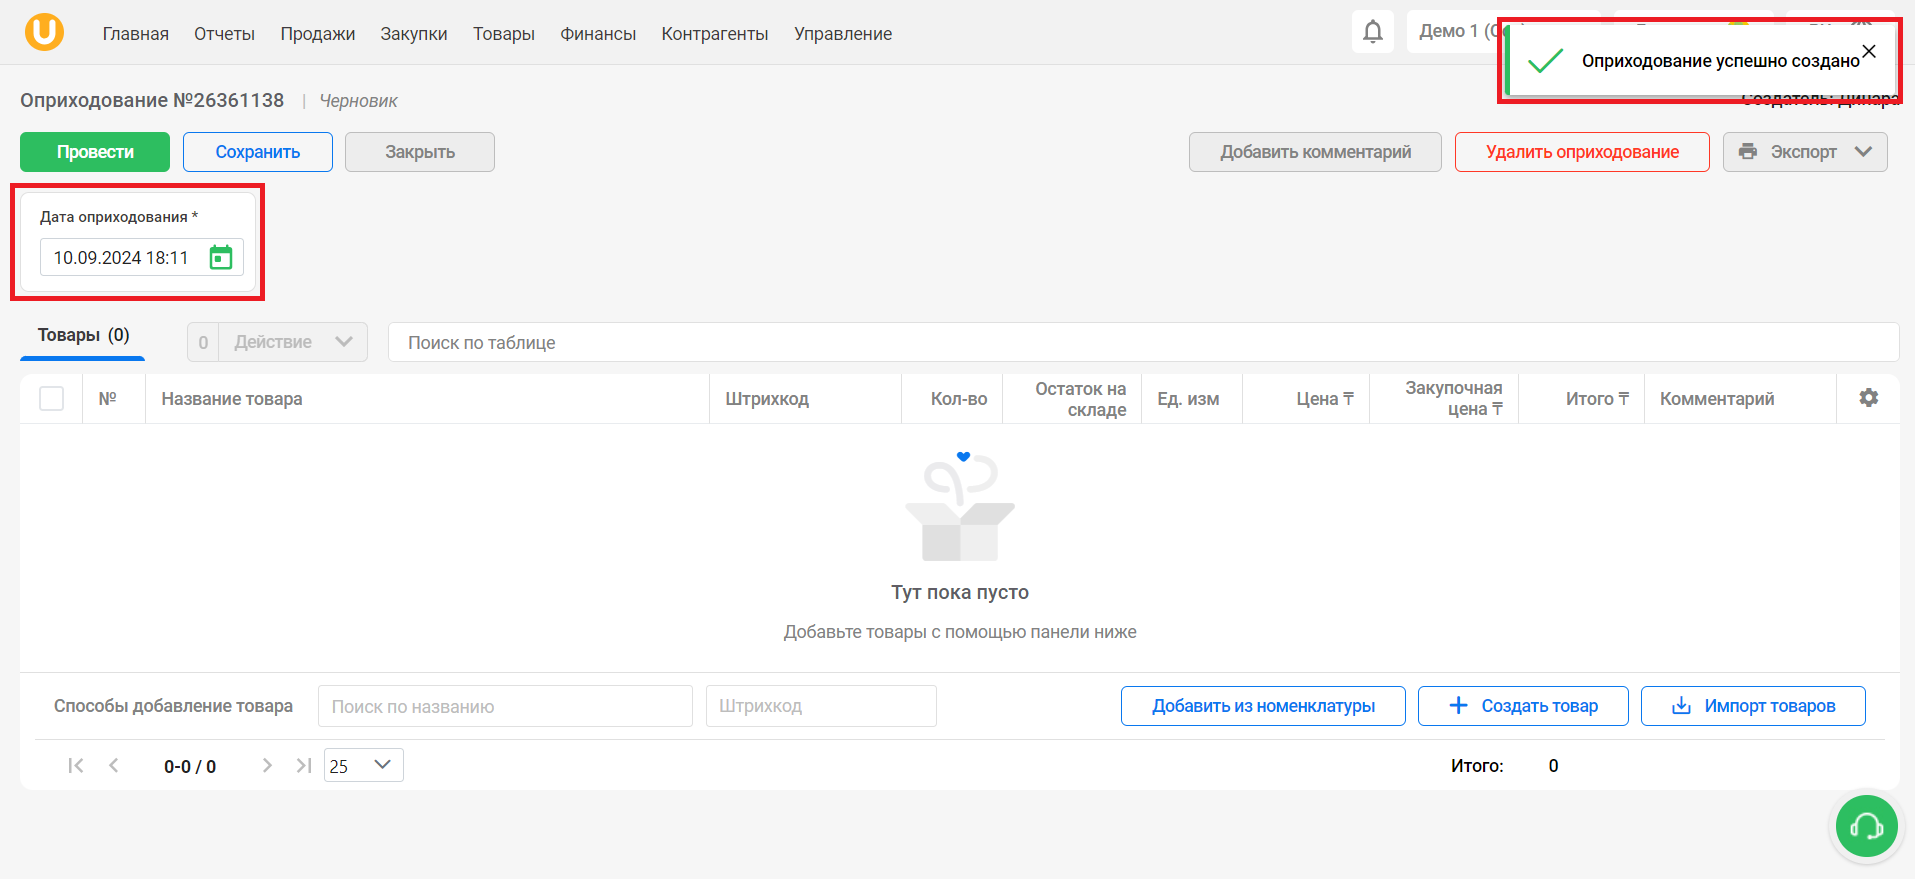 Главная Отчеты Продажи Закупки Товары Финансы Контрагенты Управление
Демо 1
Оприходование успешно создано
Оприходование №26361138 | Черновик
Создатель: Динара
Провести Сохранить Закрыть Добавить комментарий Удалить оприходование Экспорт
Дата оприходования *
10.09.2024 18:11
Товары (0) 0 Действие Поиск по таблице
№ Название товара Штрихкод Кол-во Остаток на складе Ед. изм Цена ₸ Закупочная цена ₸ Итого ₸ Комментарий
Тут пока пусто
Добавьте товары с помощью панели ниже
Способы добавление товара Поиск по названию Штрихкод Добавить из номенклатуры Создать товар Импорт товаров
0-0 / 0 25 Итого: 0